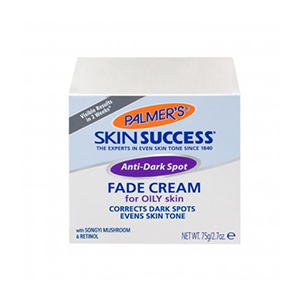 Visible Results
in 2 Weeks*
PALMER'S®
SKIN SUCCESS®
THE EXPERTS IN EVEN SKIN TONE SINCE 1840
Anti-Dark Spot
FADE CREAM
for OILY skin
CORRECTS DARK SPOTS
EVENS SKIN TONE
with SONGYI MUSHROOM
& RETINOL
NET WT. 75g/2.7oz. e